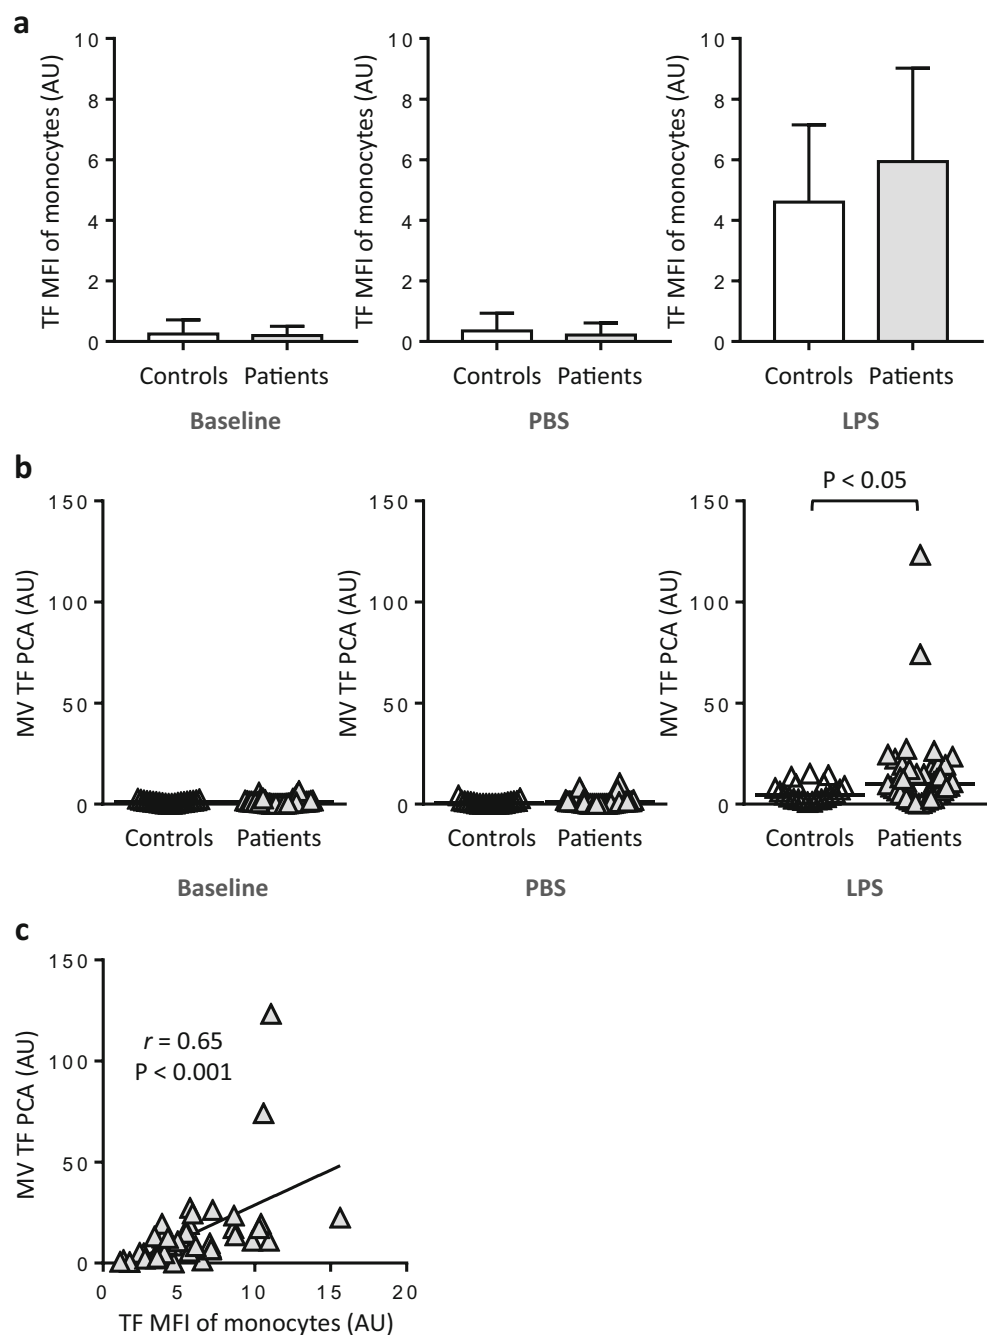 a
TF MFI of monocytes (AU)
10
8
6
4
2
0
Controls Patients
Baseline
TF MFI of monocytes (AU)
10
8
6
4
2
0
Controls Patients
PBS
TF MFI of monocytes (AU)
10
8
6
4
2
0
Controls Patients
LPS
b
MV TF PCA (AU)
150
100
50
0
Controls Patients
Baseline
MV TF PCA (AU)
150
100
50
0
Controls Patients
PBS
P < 0.05
MV TF PCA (AU)
150
100
50
0
Controls Patients
LPS
c
MV TF PCA (AU)
150
100
50
0
r = 0.65
P < 0.001
0 5 10 15 20
TF MFI of monocytes (AU)